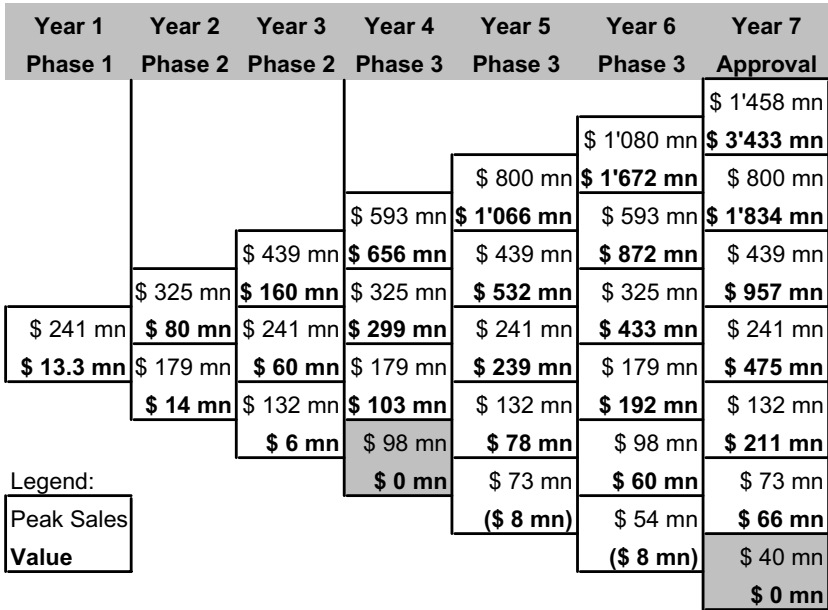 Year 1 Year 2 Year 3 Year 4 Year 5 Year 6 Year 7
Phase 1 Phase 2 Phase 2 Phase 3 Phase 3 Phase 3 Approval
$ 1'458 mn
$ 1'080 mn $ 3'433 mn
$ 800 mn $ 1'672 mn $ 800 mn
$ 593 mn $ 1'066 mn $ 593 mn $ 1'834 mn
$ 439 mn $ 656 mn $ 439 mn $ 872 mn $ 439 mn
$ 325 mn $ 160 mn $ 325 mn $ 532 mn $ 325 mn $ 957 mn
$ 241 mn $ 80 mn $ 241 mn $ 299 mn $ 241 mn $ 433 mn $ 241 mn
$ 13.3 mn $ 179 mn $ 60 mn $ 179 mn $ 239 mn $ 179 mn $ 475 mn
$ 14 mn $ 132 mn $ 103 mn $ 132 mn $ 192 mn $ 132 mn
$ 6 mn $ 98 mn $ 78 mn $ 98 mn $ 211 mn
Legend: $ 0 mn $ 73 mn $ 60 mn $ 73 mn
Peak Sales ($ 8 mn) $ 54 mn $ 66 mn
Value ($ 8 mn) $ 40 mn
$ 0 mn